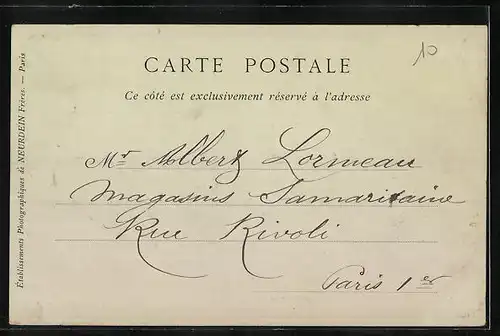 10
CARTE POSTALE
Ce côté est exclusivement réservé à l'adresse
Mr Albert Lormeau
Magasins Samaritaine
Rue Rivoli
Paris 1er
Établissements Photographiques de NEURDEIN Frères. — Paris